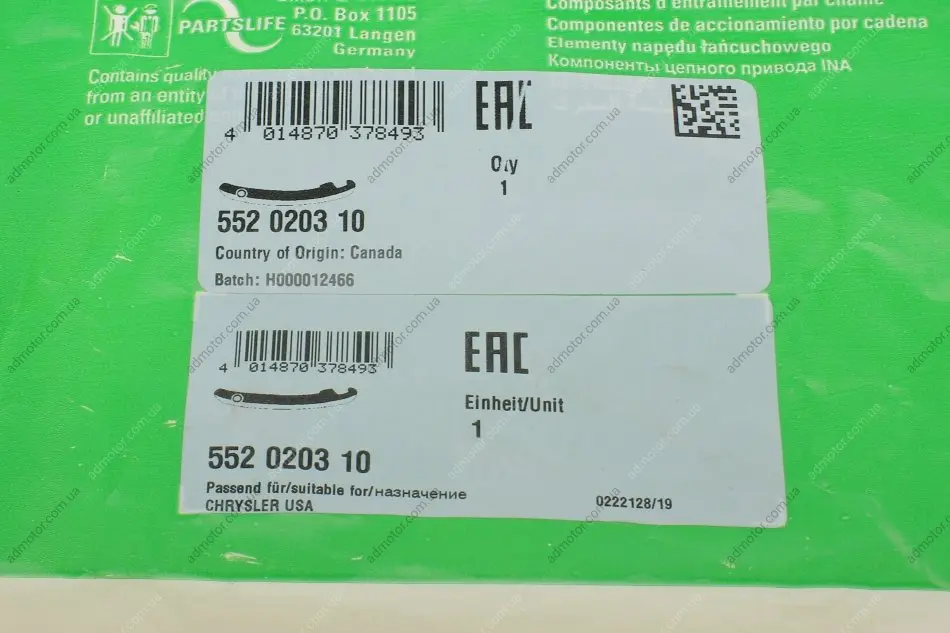 PARTSLIFE
P.O. Box 1105
63201 Langen
Germany
Composants d'entraînement par chaîne
Componentes de accionamiento por cadena
Elementy napędu łańcuchowego
Компоненты цепного привода INA
Contains quality
from an entity
or unaffiliated
4 014870 378493
EAC
Qty
1
552 0203 10
Country of Origin: Canada
Batch: H000012466
4 014870 378493
EAC
Einheit/Unit
1
552 0203 10
Passend für/suitable for/назначение
CHRYSLER USA
0222128/19
admotor.com.ua